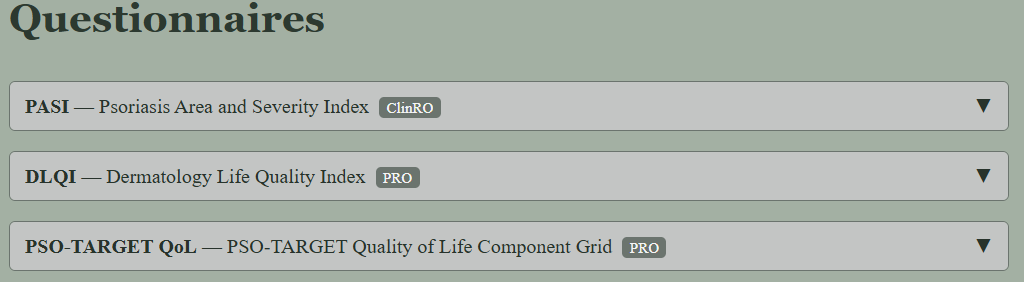 Questionnaires
PASI — Psoriasis Area and Severity Index ClinRO
DLQI — Dermatology Life Quality Index PRO
PSO-TARGET QoL — PSO-TARGET Quality of Life Component Grid PRO